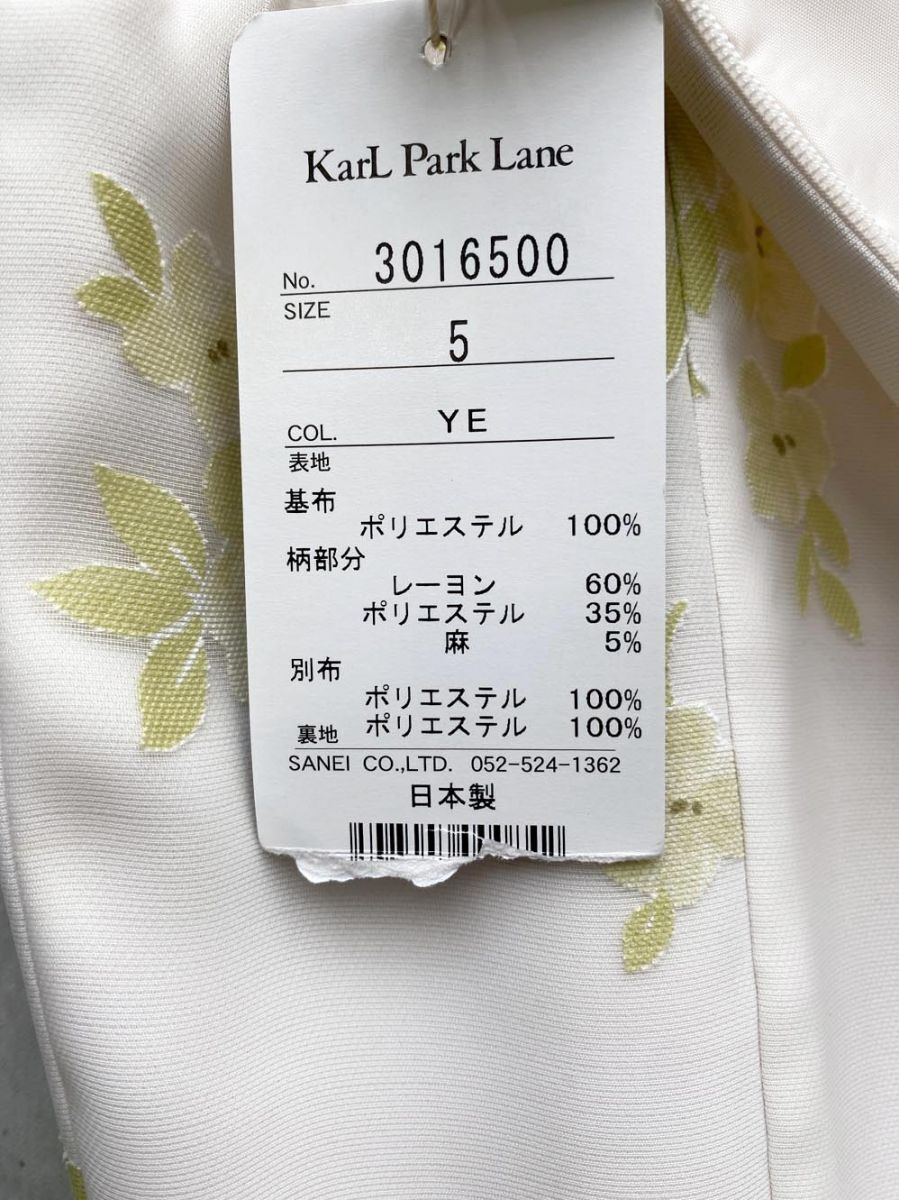 KarL Park Lane
No. 3016500
SIZE
5
COL. YE
表地
基布
ポリエステル 100%
柄部分
レーヨン 60%
ポリエステル 35%
麻 5%
別布
ポリエステル 100%
裏地 ポリエステル 100%
SANEI CO.,LTD. 052-524-1362
日本製